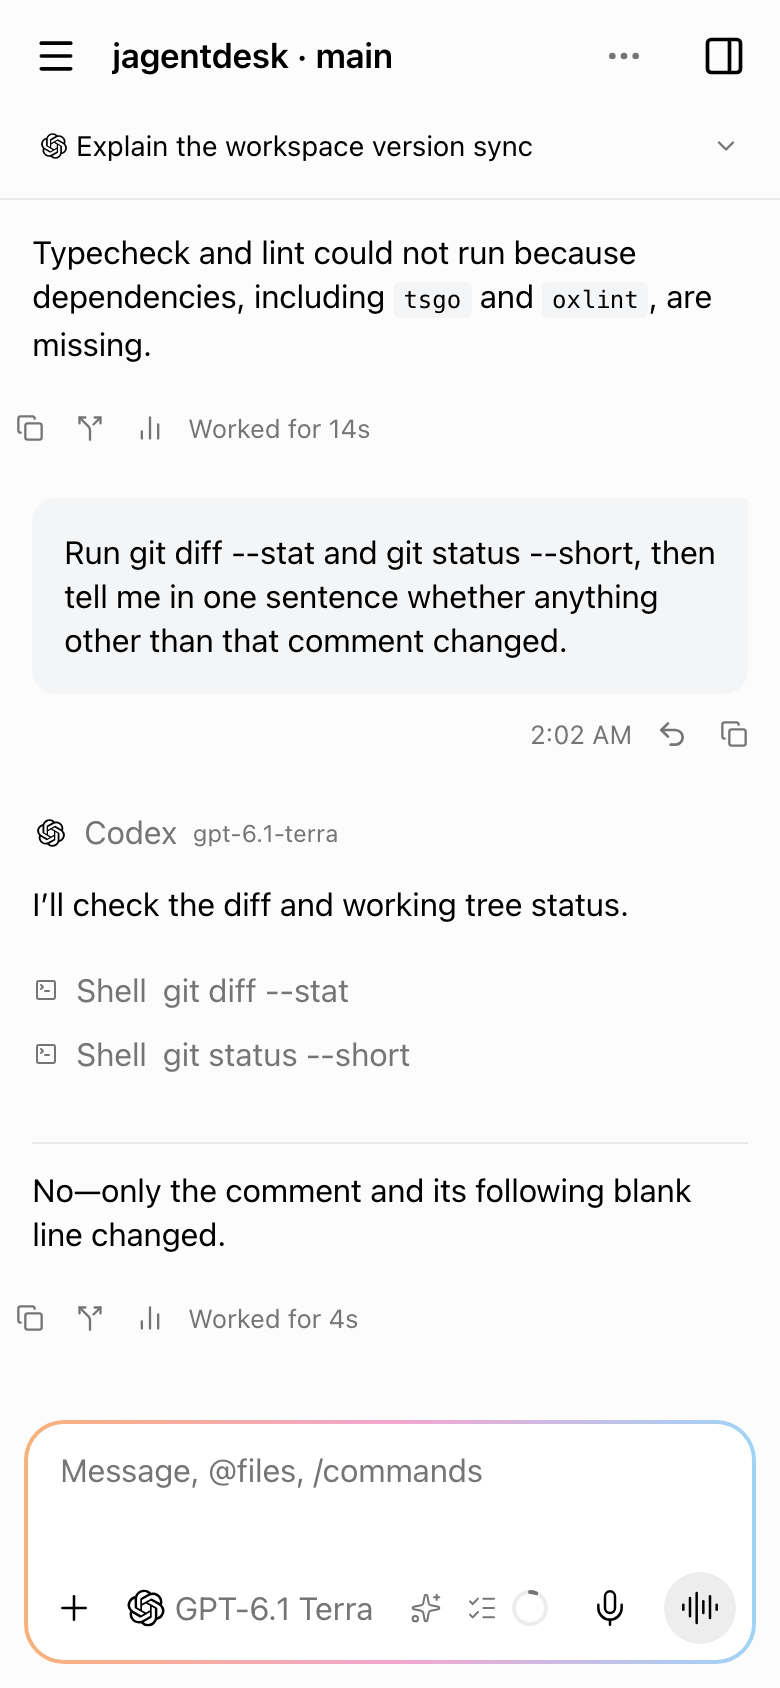 jagentdesk · main
Explain the workspace version sync
Typecheck and lint could not run because
dependencies, including tsgo and oxlint, are
missing.
Worked for 14s
Run git diff --stat and git status --short, then
tell me in one sentence whether anything
other than that comment changed.
2:02 AM
Codex gpt-6.1-terra
I’ll check the diff and working tree status.
Shell git diff --stat
Shell git status --short
No—only the comment and its following blank
line changed.
Worked for 4s
Message, @files, /commands
GPT-6.1 Terra